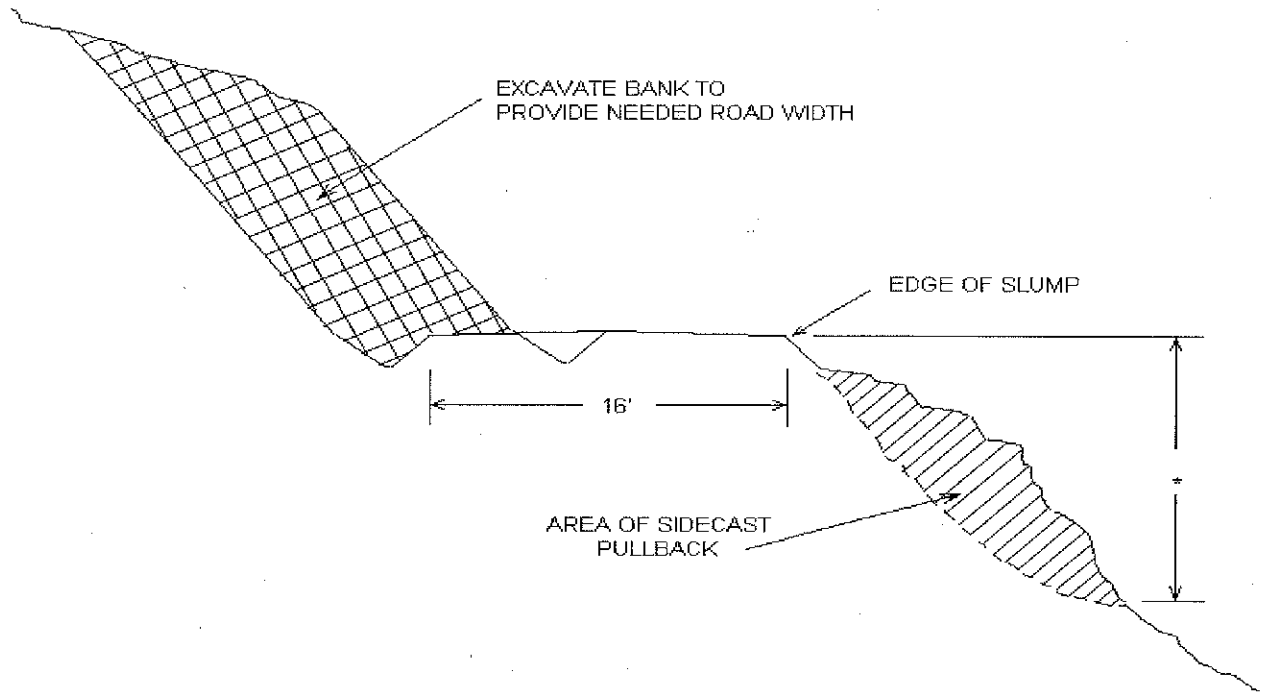 EXCAVATE BANK TO
PROVIDE NEEDED ROAD WIDTH
EDGE OF SLUMP
16'
*
AREA OF SIDECAST
PULLBACK